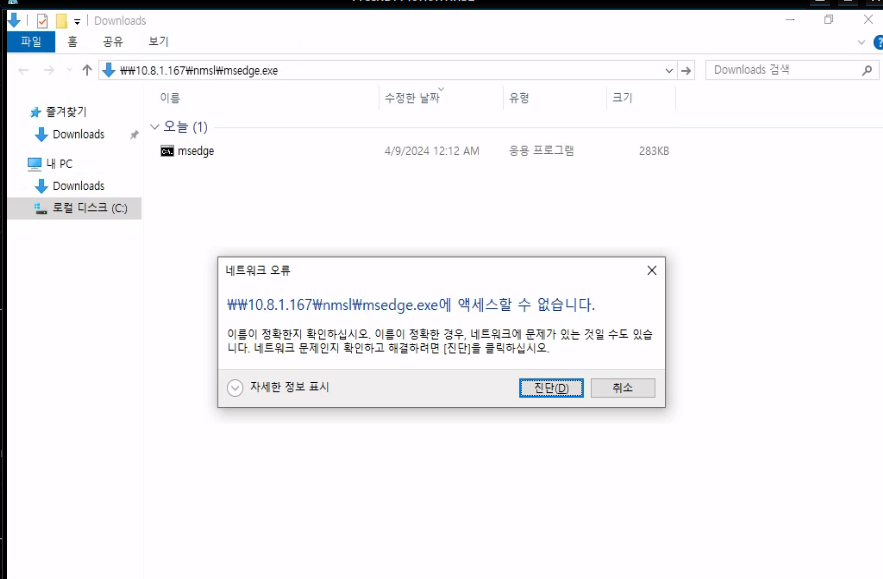 Downloads
파일 홈 공유 보기
₩₩10.8.1.167₩nmsl₩msedge.exe
Downloads 검색
이름 수정한 날짜 유형 크기
즐겨찾기
Downloads
내 PC
Downloads
로컬 디스크 (C:)
오늘 (1)
msedge 4/9/2024 12:12 AM 응용 프로그램 283KB
네트워크 오류
₩₩10.8.1.167₩nmsl₩msedge.exe에 액세스할 수 없습니다.
이름이 정확한지 확인하십시오. 이름이 정확한 경우, 네트워크에 문제가 있는 것일 수도 있습
니다. 네트워크 문제인지 확인하고 해결하려면 [진단]을 클릭하십시오.
자세한 정보 표시
진단(D) 취소